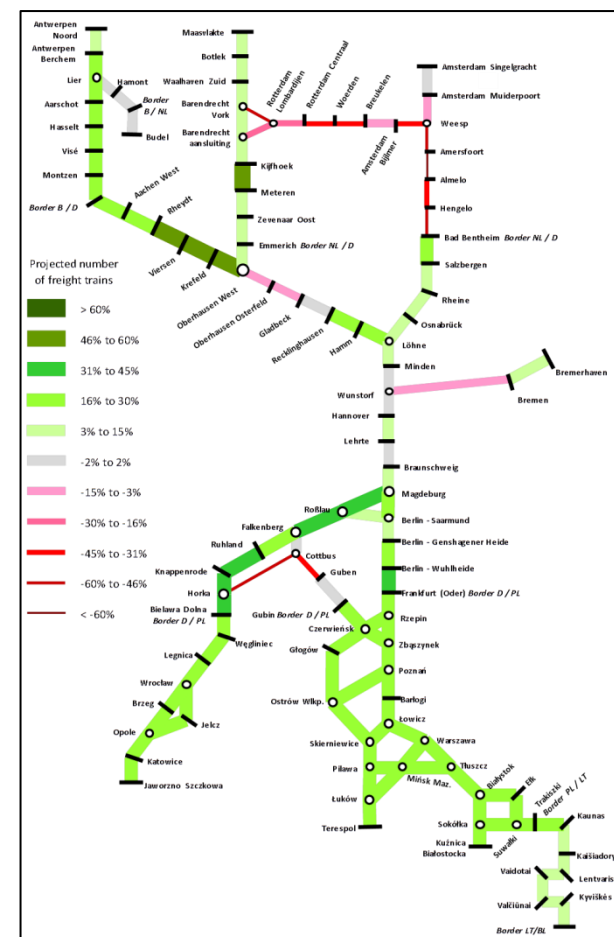 Antwerpen
Noord
Antwerpen
Berchem
Lier
Hamont
Border
B / NL
Budel
Aarschot
Hasselt
Visé
Montzen
Border B / D
Aachen West
Rheydt
Viersen
Krefeld
Oberhausen West
Maasvlakte
Botlek
Waalhaven Zuid
Barendrecht
Vork
Barendrecht
aansluiting
Kijfhoek
Meteren
Zevenaar Oost
Emmerich Border NL / D
Rotterdam
Lombardijen
Rotterdam Centraal
Woerden
Breukelen
Amsterdam
Bijlmer
Amsterdam Singelgracht
Amsterdam Muiderpoort
Weesp
Amersfoort
Almelo
Hengelo
Bad Bentheim Border NL / D
Salzbergen
Rheine
Osnabrück
Löhne
Oberhausen Osterfeld
Gladbeck
Recklinghausen
Hamm
Minden
Wunstorf
Bremerhaven
Bremen
Hannover
Lehrte
Braunschweig
Magdeburg
Projected number
of freight trains
> 60%
46% to 60%
31% to 45%
16% to 30%
3% to 15%
-2% to 2%
-15% to -3%
-30% to -16%
-45% to -31%
-60% to -46%
< -60%
Roßlau
Berlin - Saarmund
Falkenberg
Ruhland
Cottbus
Guben
Berlin - Genshagener Heide
Berlin - Wuhlheide
Knappenrode
Horka
Bielawa Dolna
Border D / PL
Gubin Border D / PL
Frankfurt (Oder) Border D / PL
Rzepin
Czerwieńsk
Zbąszynek
Węgliniec
Legnica
Głogów
Poznań
Wrocław
Brzeg
Ostrów Wlkp.
Barłogi
Jelcz
Opole
Łowicz
Katowice
Skierniewice
Warszawa
Jaworzno Szczkowa
Piława
Mińsk Maz.
Tłuszcz
Łuków
Terespol
Białystok
Ełk
Trakiszki
Border PL / LT
Sokółka
Suwałki
Kuźnica
Białostocka
Kaunas
Kaišiadorys
Vaidotai
Lentvaris
Valčiūnai
Kyviškės
Border LT/BL